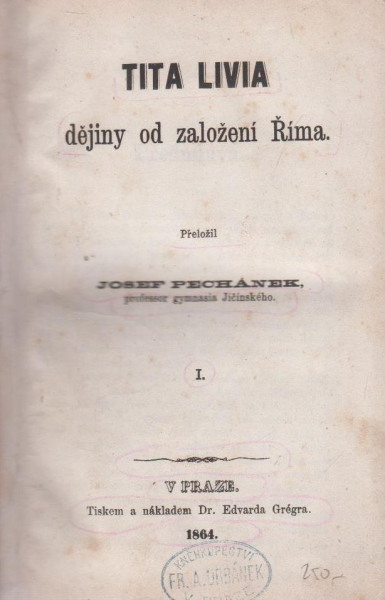 TITA LIVIA
dějiny od založení Říma.
Přeložil
JOSEF PECHÁNEK,
professor gymnasia Jičínského.
I.
V PRAZE.
Tiskem a nákladem Dr. Edvarda Grégra.
1864.
KNĚHKUPECTVÍ
FR. A. URBÁNEK
250,-